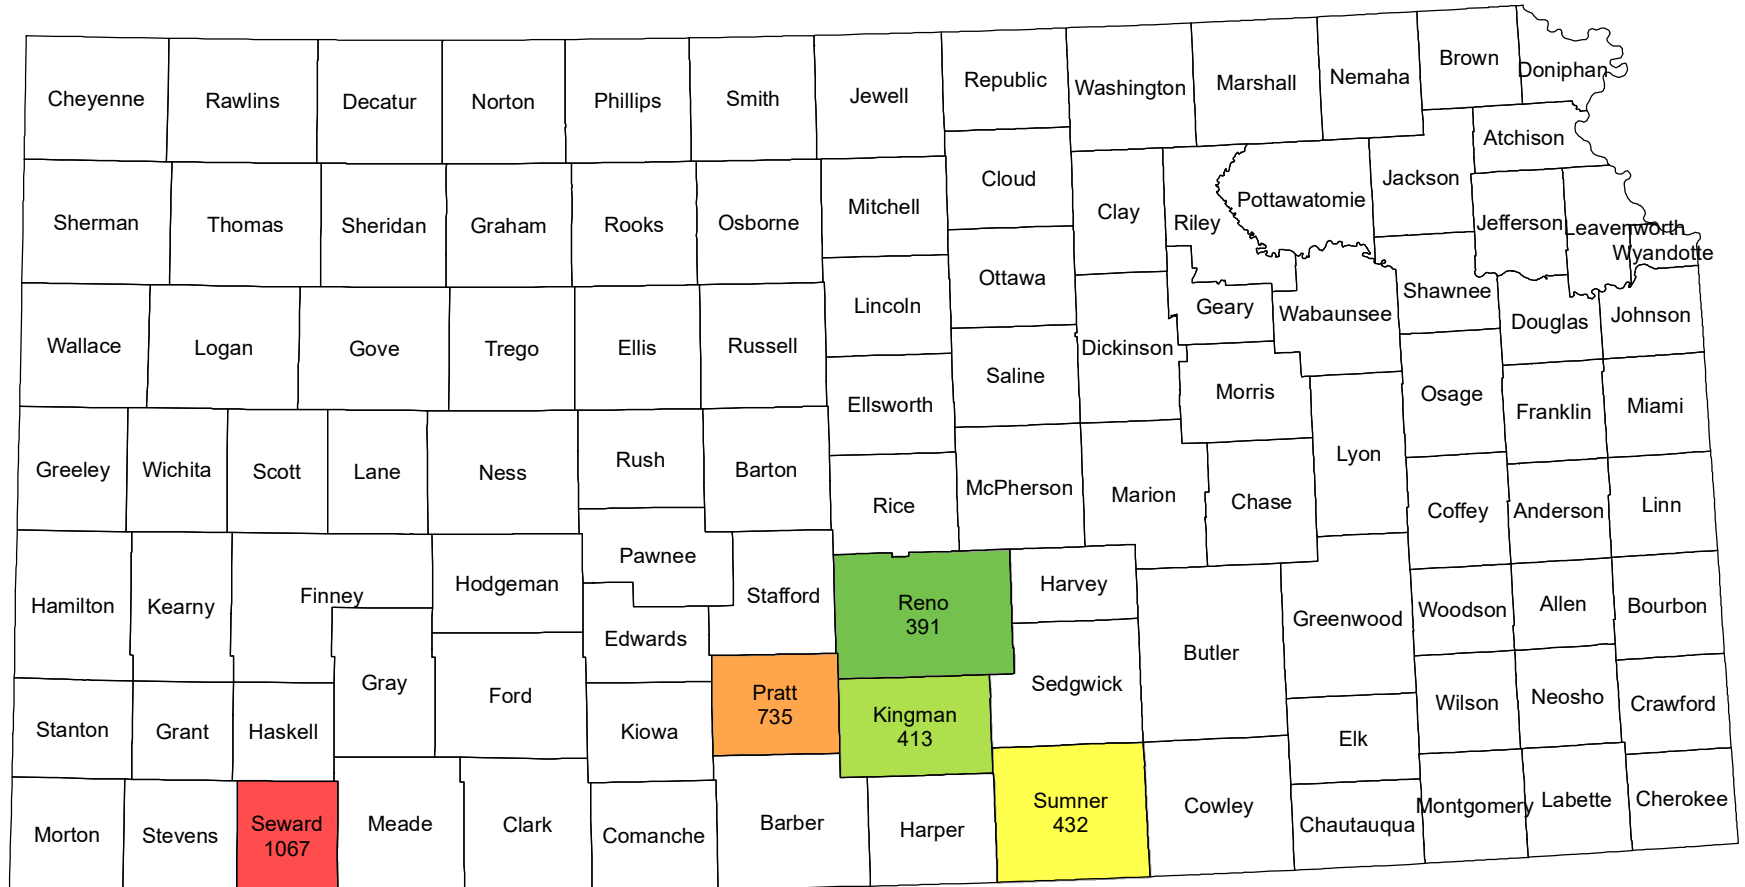 Cheyenne
Rawlins
Decatur
Norton
Phillips
Smith
Jewell
Republic
Washington
Marshall
Nemaha
Brown
Doniphan
Atchison
Cloud
Clay
Riley
Pottawatomie
Jackson
Jefferson
Leavenworth
Wyandotte
Sherman
Thomas
Sheridan
Graham
Rooks
Osborne
Mitchell
Ottawa
Lincoln
Geary
Wabaunsee
Shawnee
Douglas
Johnson
Wallace
Logan
Gove
Trego
Ellis
Russell
Dickinson
Saline
Ellsworth
Morris
Osage
Franklin
Miami
Greeley
Wichita
Scott
Lane
Ness
Rush
Barton
Rice
McPherson
Marion
Chase
Lyon
Coffey
Anderson
Linn
Hamilton
Kearny
Finney
Hodgeman
Pawnee
Stafford
Edwards
Reno
391
Harvey
Greenwood
Woodson
Allen
Bourbon
Butler
Sedgwick
Gray
Ford
Pratt
735
Kingman
413
Stanton
Grant
Haskell
Kiowa
Elk
Wilson
Neosho
Crawford
Morton
Stevens
Seward
1067
Meade
Clark
Comanche
Barber
Harper
Sumner
432
Cowley
Chautauqua
Montgomery
Labette
Cherokee